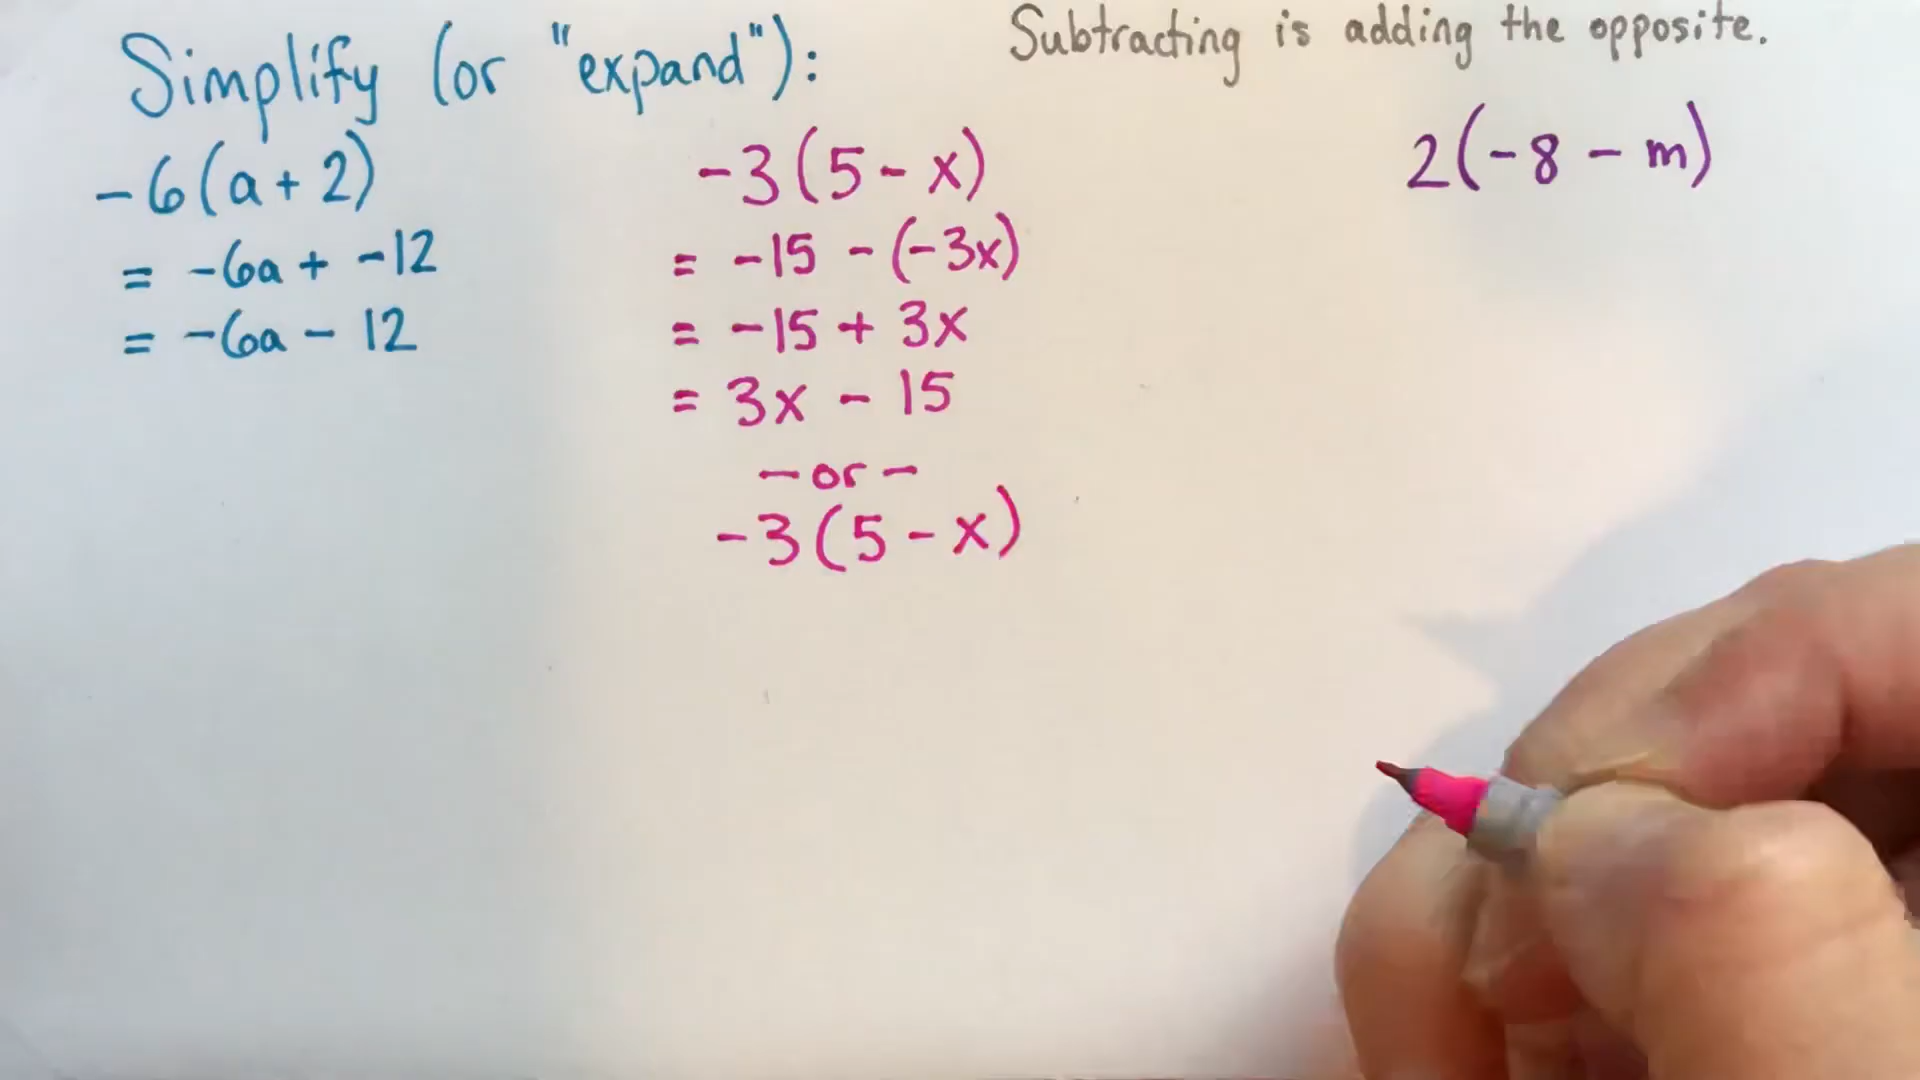 Simplify (or "expand"):
-6(a + 2)
= -6a + -12
= -6a - 12
-3(5 - x)
= -15 - (-3x)
= -15 + 3x
= 3x - 15
- or -
-3(5 - x)
Subtracting is adding the opposite.
2(-8 - m)